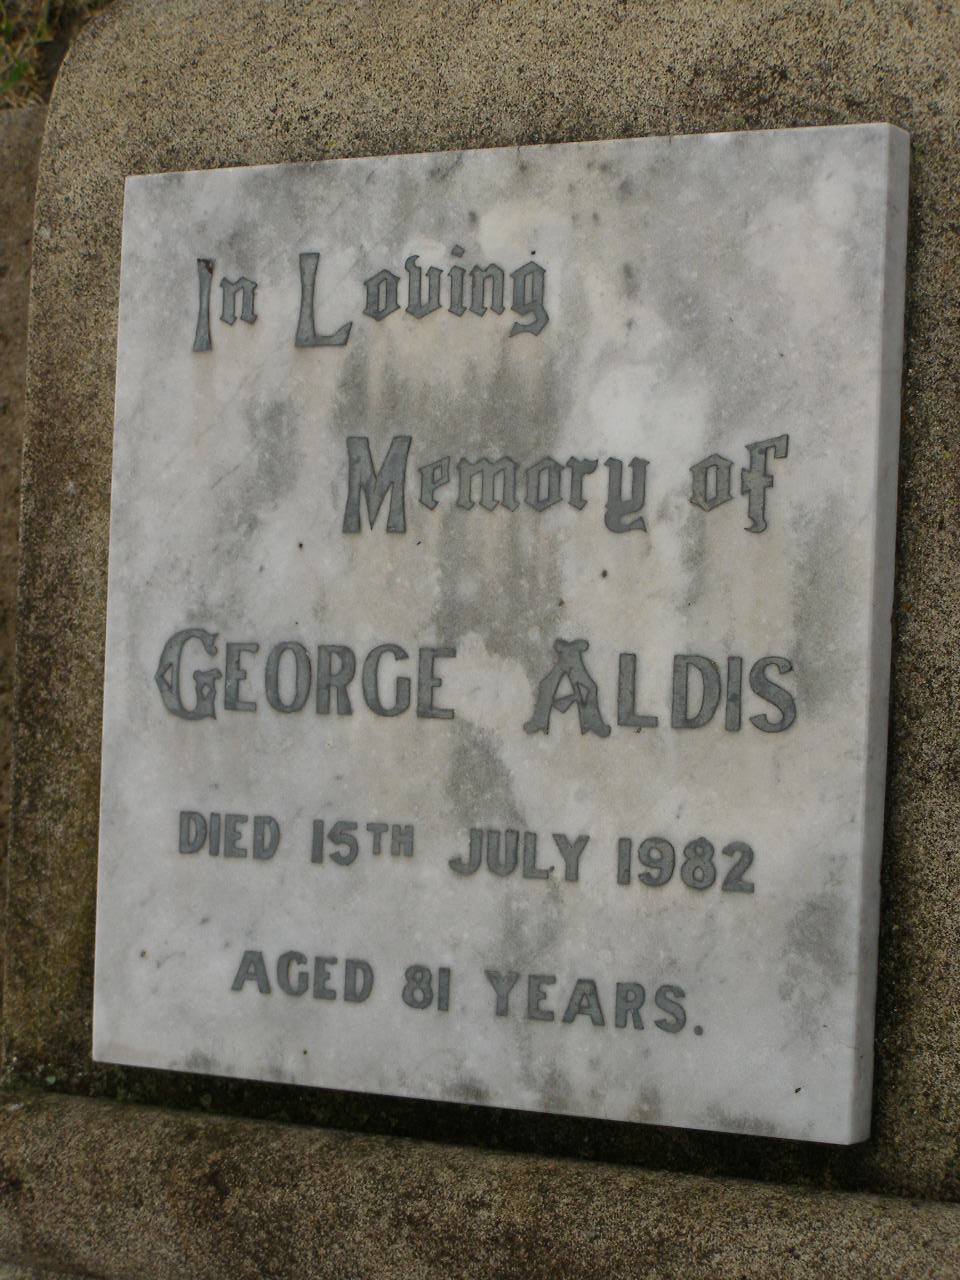 In Loving
Memory of
GEORGE ALDIS
DIED 15TH JULY 1982
AGED 81 YEARS.